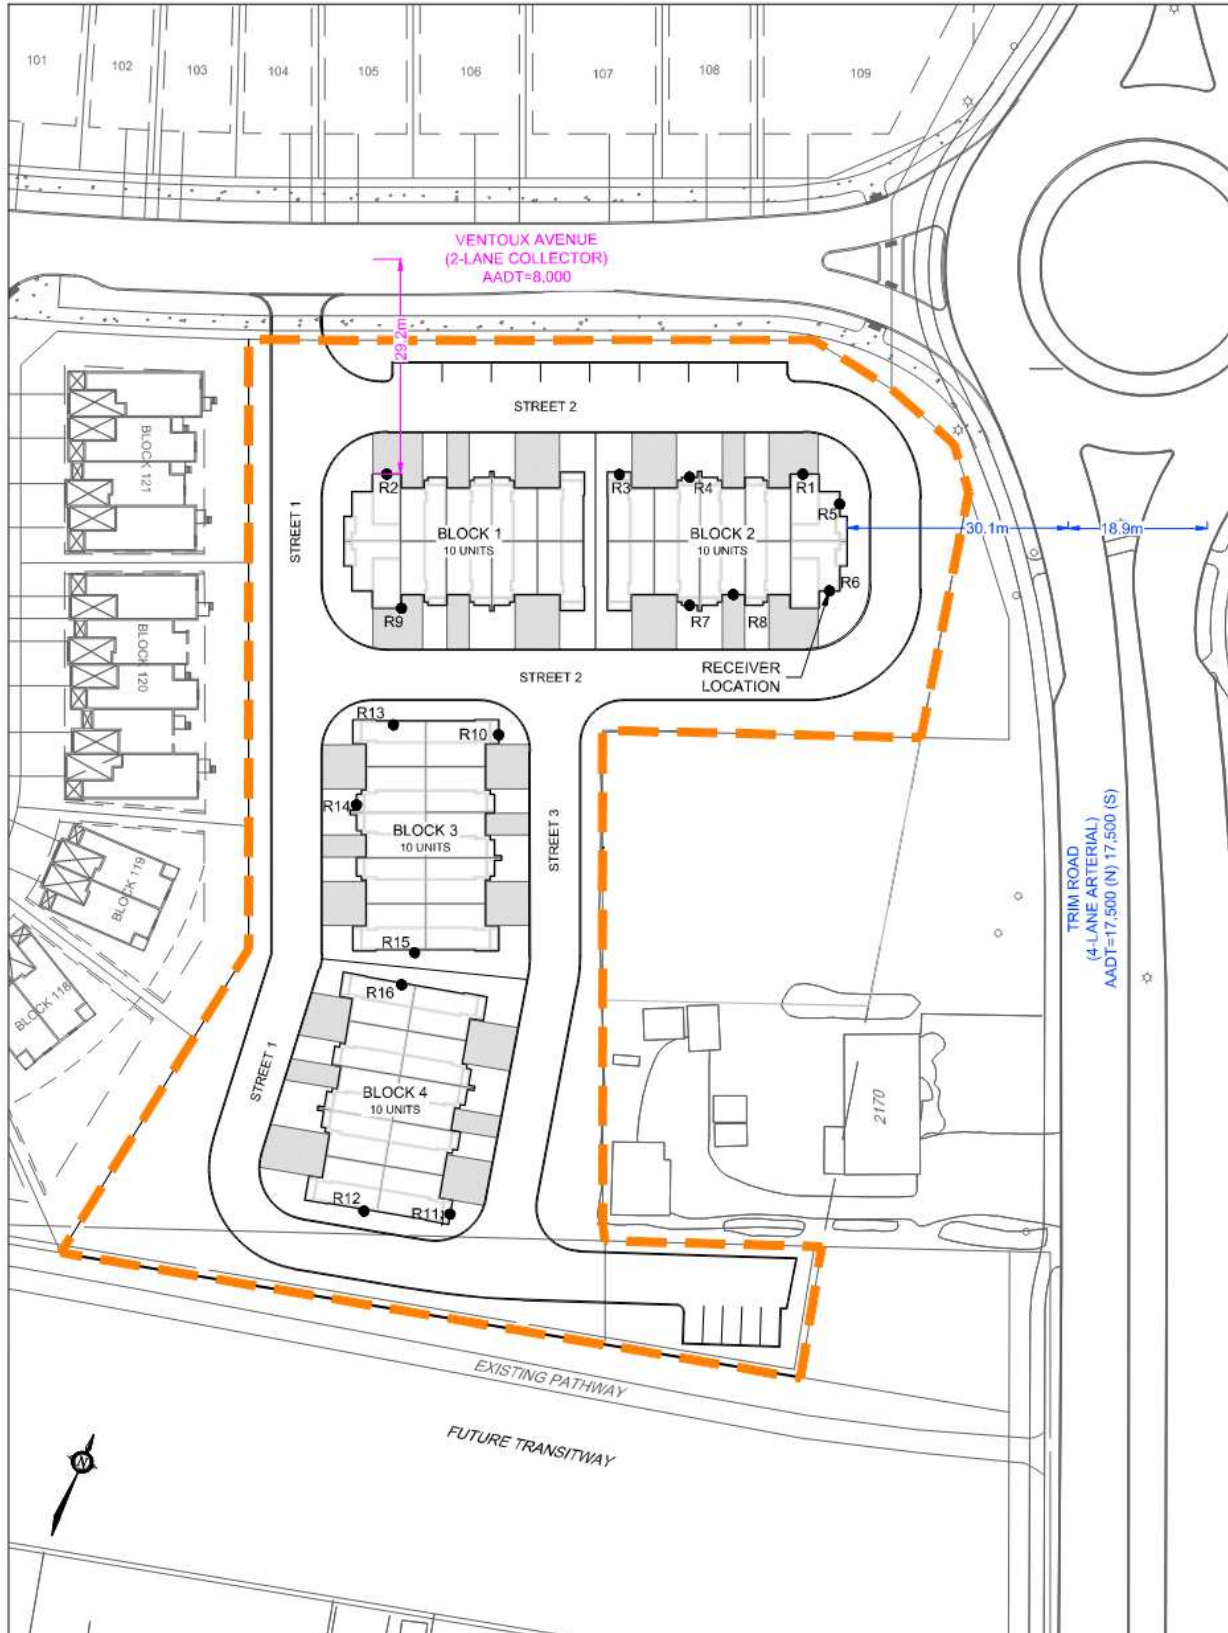 101
102
103
104
105
106
107
108
109
VENTOUX AVENUE
(2-LANE COLLECTOR)
AADT=8,000
29.2m
STREET 2
BLOCK 121
STREET 1
R2
R3
R4
R1
R5
BLOCK 1
10 UNITS
BLOCK 2
10 UNITS
30.1m
18.9m
R6
R9
R7
R8
BLOCK 120
STREET 2
RECEIVER
LOCATION
R13
R10
R14
BLOCK 3
10 UNITS
STREET 3
TRIM ROAD
(4-LANE ARTERIAL)
AADT=17,500 (N) 17,500 (S)
BLOCK 119
R15
R16
BLOCK 118
STREET 1
BLOCK 4
10 UNITS
2170
R12
R11
EXISTING PATHWAY
FUTURE TRANSITWAY
N